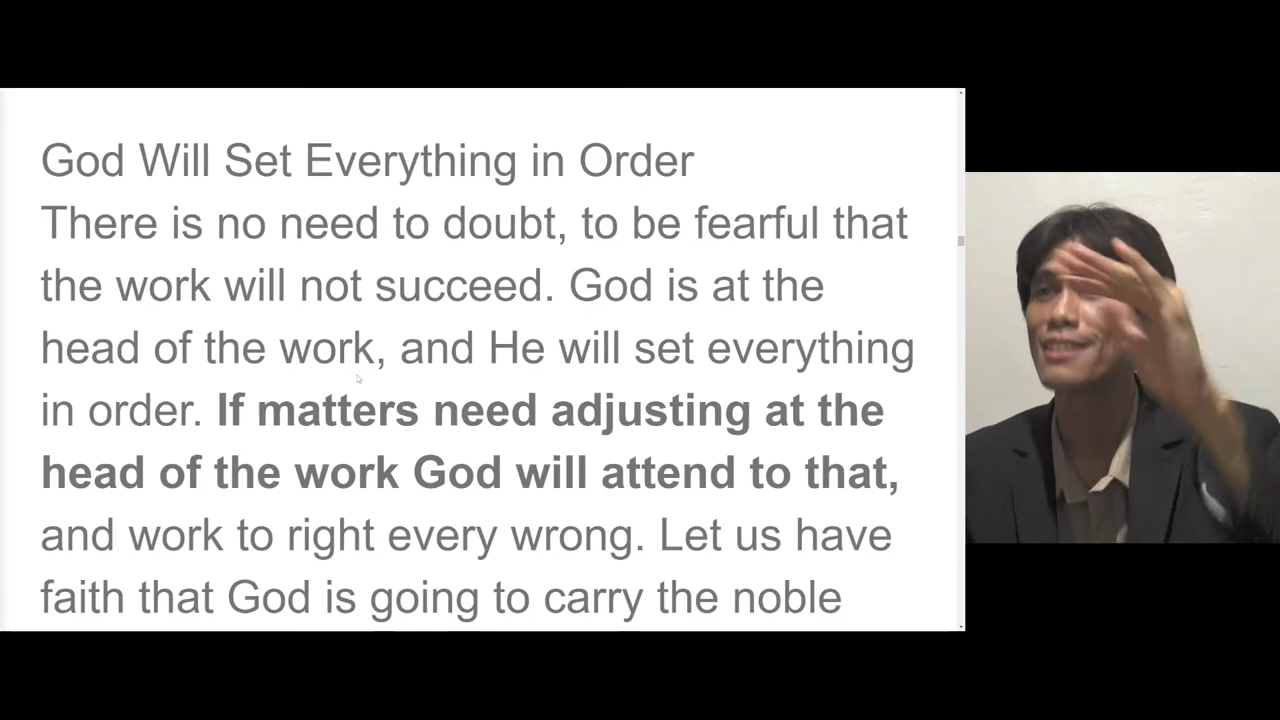 God Will Set Everything in Order
There is no need to doubt, to be fearful that
the work will not succeed. God is at the
head of the work, and He will set everything
in order. If matters need adjusting at the
head of the work God will attend to that,
and work to right every wrong. Let us have
faith that God is going to carry the noble